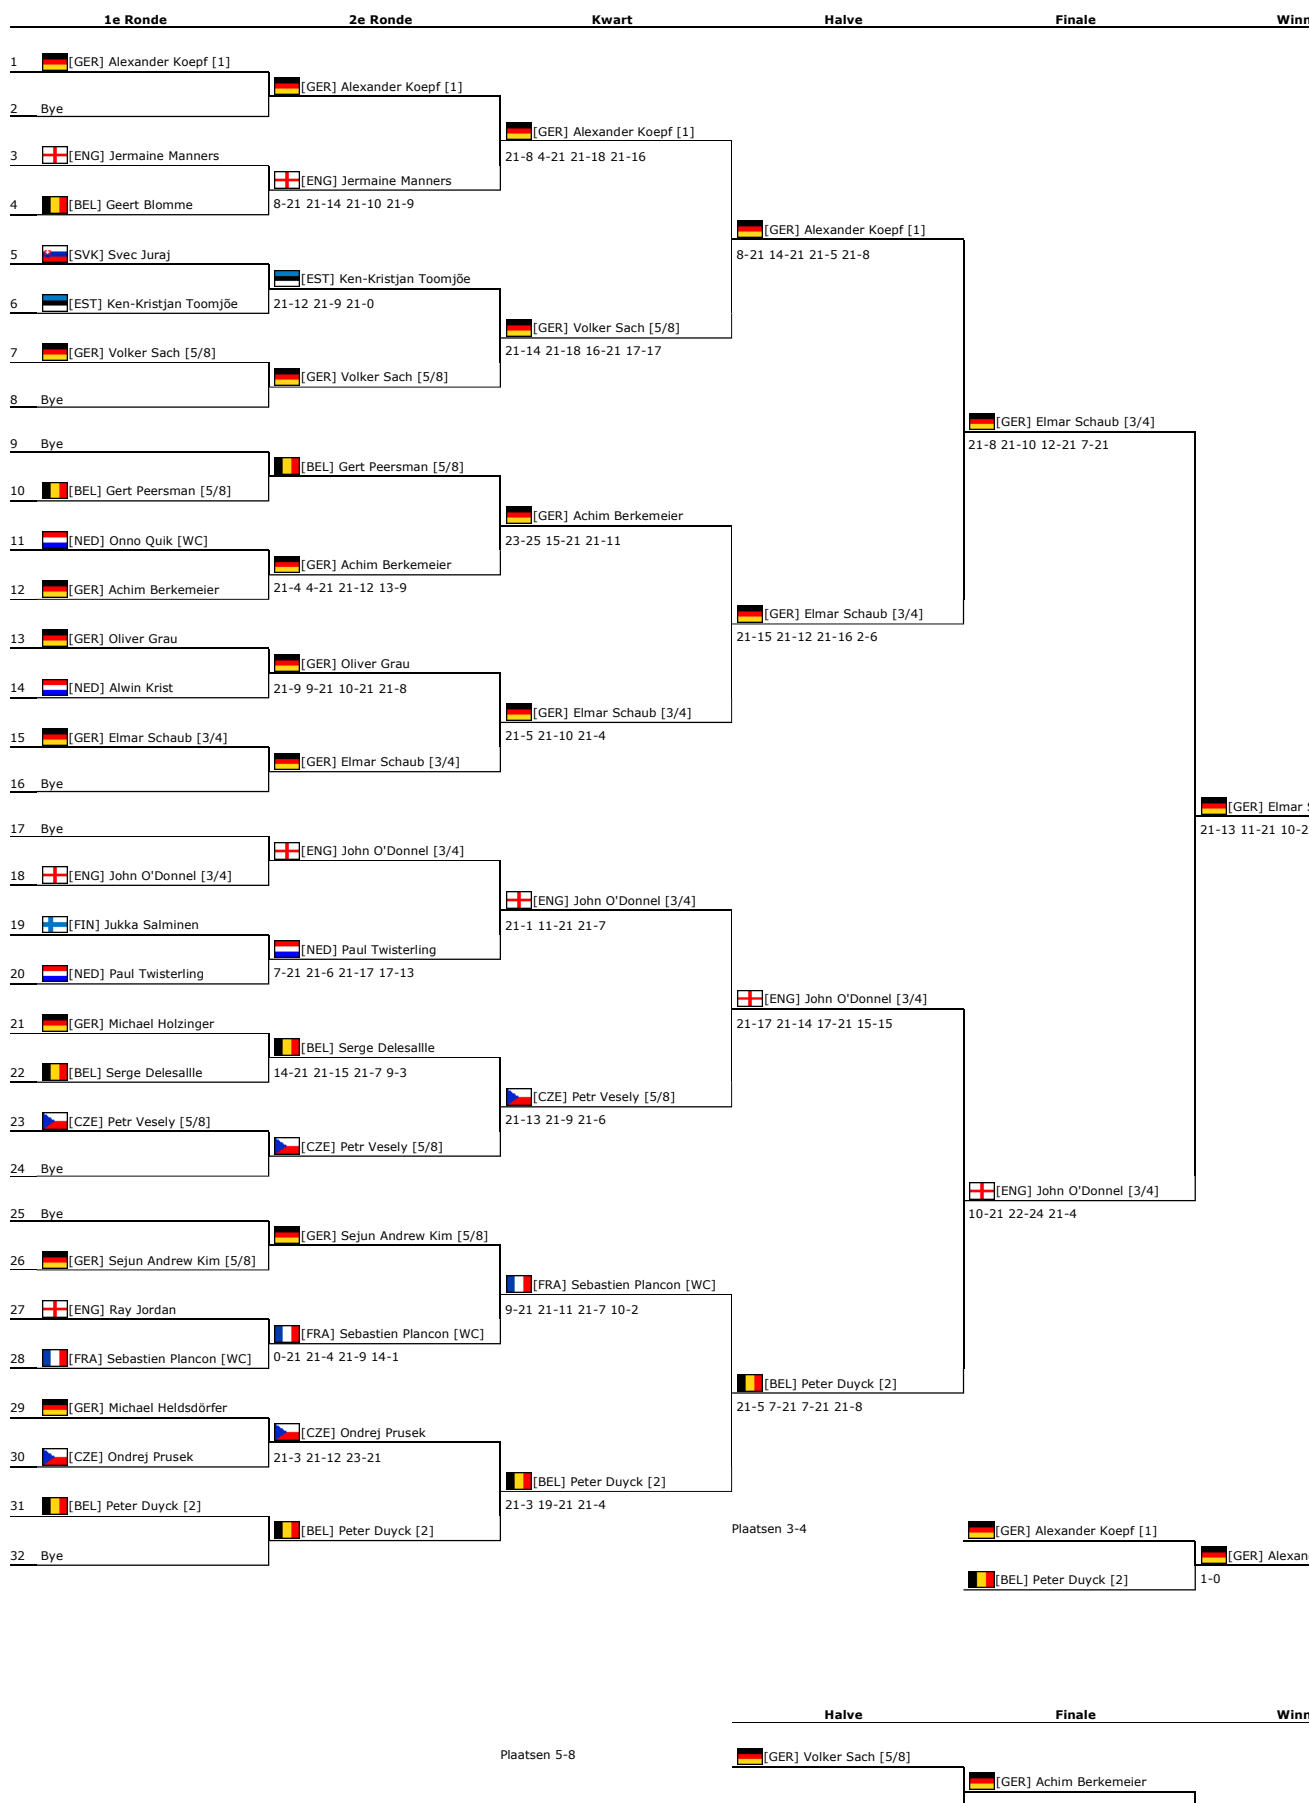 1e Ronde 2e Ronde Kwart Halve Finale Winn
1 [GER] Alexander Koepf [1]
[GER] Alexander Koepf [1]
2 Bye
[GER] Alexander Koepf [1]
3 [ENG] Jermaine Manners
21-8 4-21 21-18 21-16
[ENG] Jermaine Manners
4 [BEL] Geert Blomme
8-21 21-14 21-10 21-9
[GER] Alexander Koepf [1]
5 [SVK] Svec Juraj
8-21 14-21 21-5 21-8
[EST] Ken-Kristjan Toomjõe
6 [EST] Ken-Kristjan Toomjõe
21-12 21-9 21-0
[GER] Volker Sach [5/8]
7 [GER] Volker Sach [5/8]
21-14 21-18 16-21 17-17
[GER] Volker Sach [5/8]
8 Bye
[GER] Elmar Schaub [3/4]
9 Bye
21-8 21-10 12-21 7-21
[BEL] Gert Peersman [5/8]
10 [BEL] Gert Peersman [5/8]
[GER] Achim Berkemeier
11 [NED] Onno Quik [WC]
23-25 15-21 21-11
[GER] Achim Berkemeier
12 [GER] Achim Berkemeier
21-4 4-21 21-12 13-9
[GER] Elmar Schaub [3/4]
13 [GER] Oliver Grau
21-15 21-12 21-16 2-6
[GER] Oliver Grau
14 [NED] Alwin Krist
21-9 9-21 10-21 21-8
[GER] Elmar Schaub [3/4]
15 [GER] Elmar Schaub [3/4]
21-5 21-10 21-4
[GER] Elmar Schaub [3/4]
16 Bye
[GER] Elmar S
17 Bye
21-13 11-21 10-2
[ENG] John O'Donnel [3/4]
18 [ENG] John O'Donnel [3/4]
[ENG] John O'Donnel [3/4]
19 [FIN] Jukka Salminen
21-1 11-21 21-7
[NED] Paul Twisterling
20 [NED] Paul Twisterling
7-21 21-6 21-17 17-13
[ENG] John O'Donnel [3/4]
21 [GER] Michael Holzinger
21-17 21-14 17-21 15-15
[BEL] Serge Delesallle
22 [BEL] Serge Delesallle
14-21 21-15 21-7 9-3
[CZE] Petr Vesely [5/8]
23 [CZE] Petr Vesely [5/8]
21-13 21-9 21-6
[CZE] Petr Vesely [5/8]
24 Bye
[ENG] John O'Donnel [3/4]
25 Bye
10-21 22-24 21-4
[GER] Sejun Andrew Kim [5/8]
26 [GER] Sejun Andrew Kim [5/8]
[FRA] Sebastien Plancon [WC]
27 [ENG] Ray Jordan
9-21 21-11 21-7 10-2
[FRA] Sebastien Plancon [WC]
28 [FRA] Sebastien Plancon [WC]
0-21 21-4 21-9 14-1
[BEL] Peter Duyck [2]
29 [GER] Michael Heldsdörfer
21-5 7-21 7-21 21-8
[CZE] Ondrej Prusek
30 [CZE] Ondrej Prusek
21-3 21-12 23-21
[BEL] Peter Duyck [2]
31 [BEL] Peter Duyck [2]
21-3 19-21 21-4
[BEL] Peter Duyck [2]
Plaatsen 3-4
[GER] Alexander Koepf [1]
32 Bye
[GER] Alexan
[BEL] Peter Duyck [2]
1-0
Halve Finale Winn
Plaatsen 5-8
[GER] Volker Sach [5/8]
[GER] Achim Berkemeier